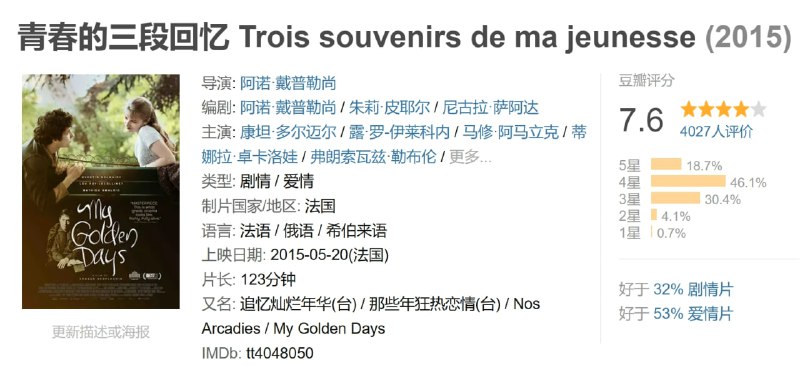 青春的三段回忆 Trois souvenirs de ma jeunesse (2015)
My
Golden
Days
更新描述或海报
导演: 阿诺·戴普勒尚
编剧: 阿诺·戴普勒尚 / 朱莉·皮耶尔 / 尼古拉·萨阿达
主演: 康坦·多尔迈尔 / 露·罗-伊莱科内 / 马修·阿马立克 / 蒂
娜拉·卓卡洛娃 / 弗朗索瓦兹·勒布伦 / 更多...
类型: 剧情 / 爱情
制片国家/地区: 法国
语言: 法语 / 俄语 / 希伯来语
上映日期: 2015-05-20(法国)
片长: 123分钟
又名: 追忆灿烂年华(台) / 那些年狂热恋情(台) / Nos
Arcadies / My Golden Days
IMDb: tt4048050
豆瓣评分
7.6
4027人评价
5星 18.7%
4星 46.1%
3星 30.4%
2星 4.1%
1星 0.7%
好于 32% 剧情片
好于 53% 爱情片